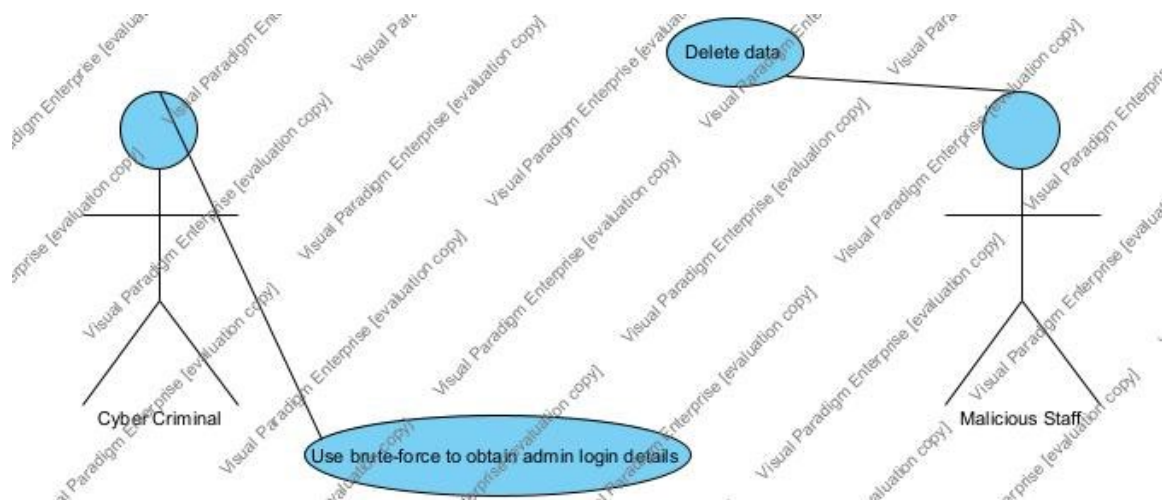 Delete data
Cyber Criminal
Malicious Staff
Use brute-force to obtain admin login details
Visual Paradigm Enterprise [evaluation copy]